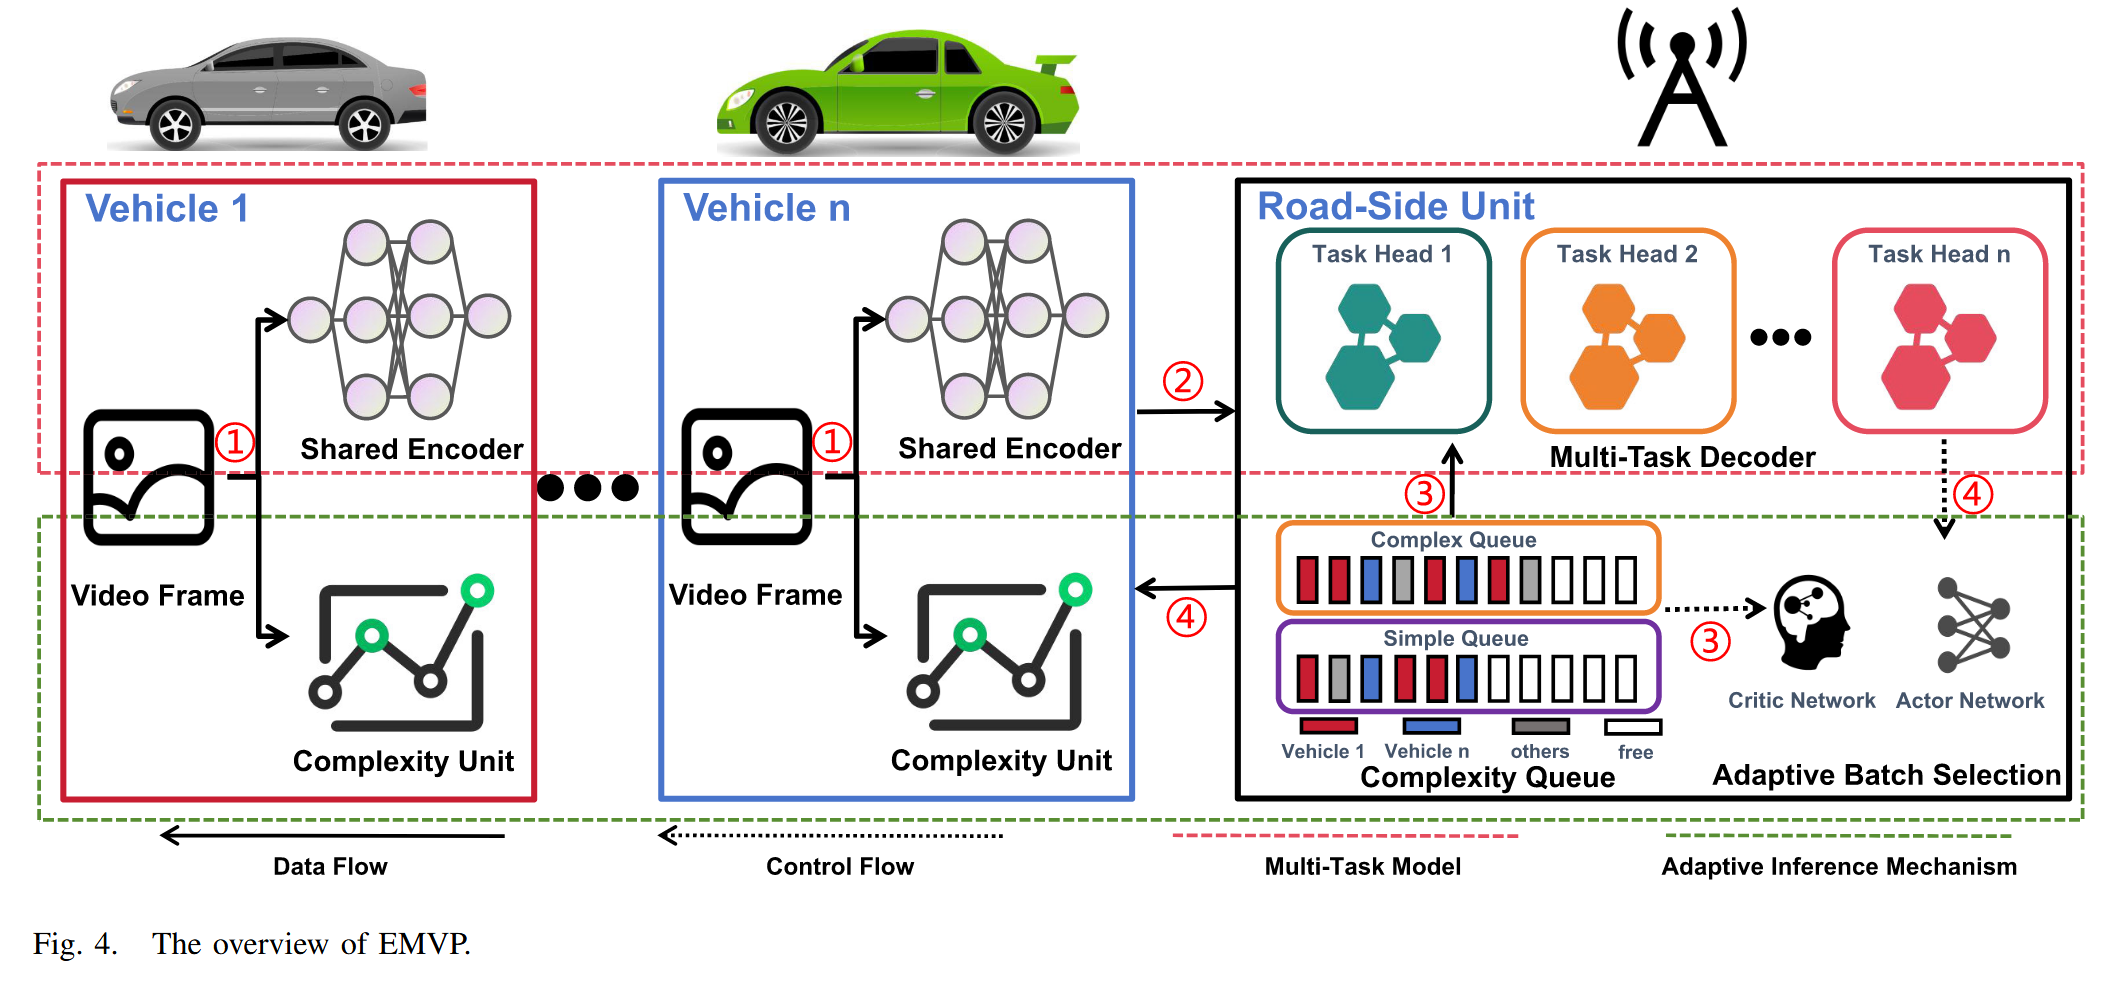 Vehicle 1
①
Shared Encoder
Video Frame
Complexity Unit
Vehicle n
①
Shared Encoder
Video Frame
Complexity Unit
②
④
Road-Side Unit
Task Head 1
Task Head 2
Task Head n
Multi-Task Decoder
③
④
Complex Queue
Simple Queue
③
Vehicle 1
Vehicle n
others
free
Complexity Queue
Critic Network
Actor Network
Adaptive Batch Selection
Data Flow
Control Flow
Multi-Task Model
Adaptive Inference Mechanism
Fig. 4. The overview of EMVP.